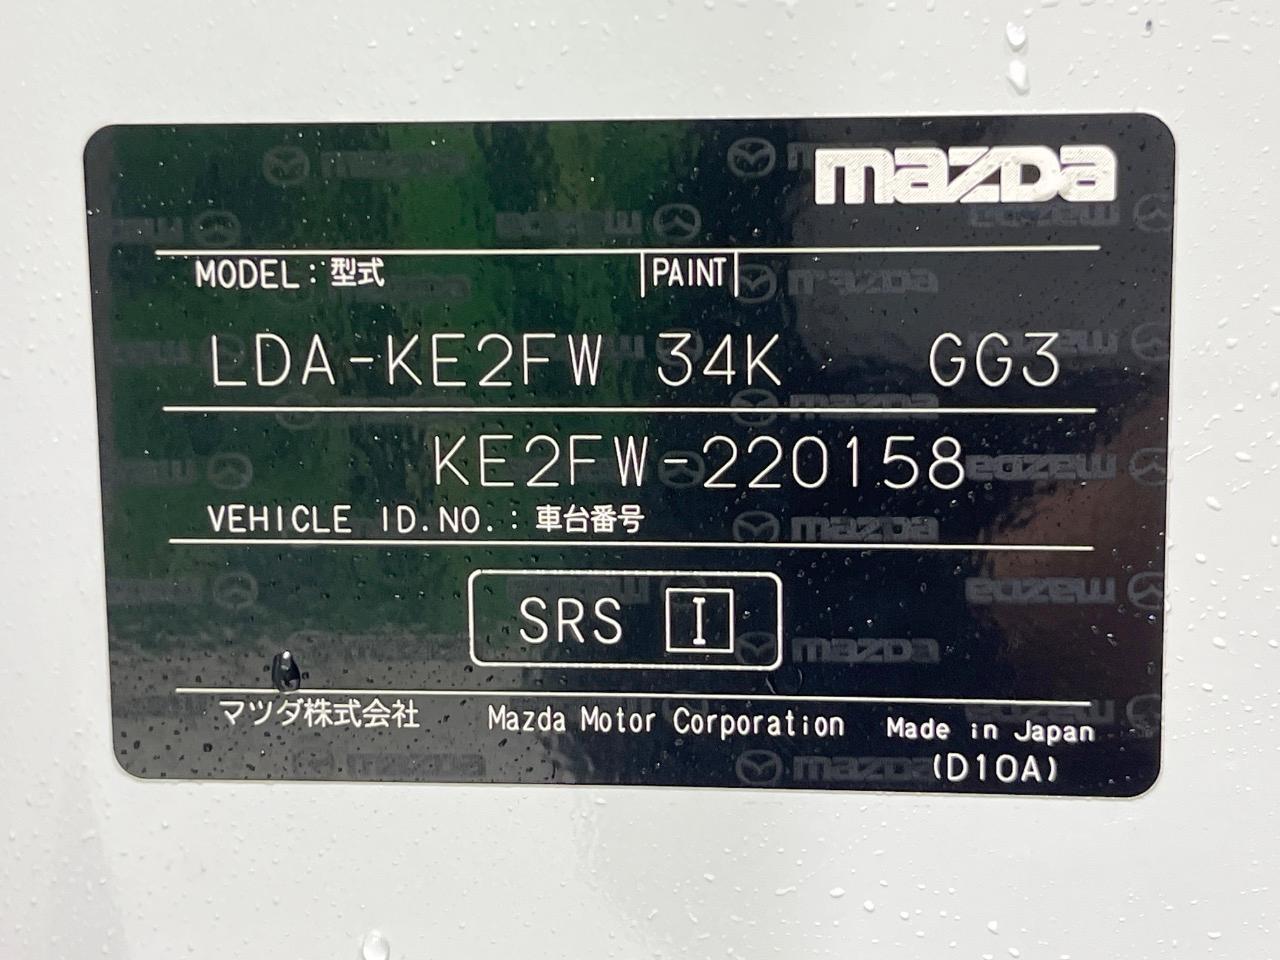 mazda
MODEL : 型式 PAINT
LDA-KE2FW 34K GG3
KE2FW-220158
VEHICLE ID.NO. : 車台番号
SRS I
マツダ株式会社 Mazda Motor Corporation Made in Japan
(D10A)